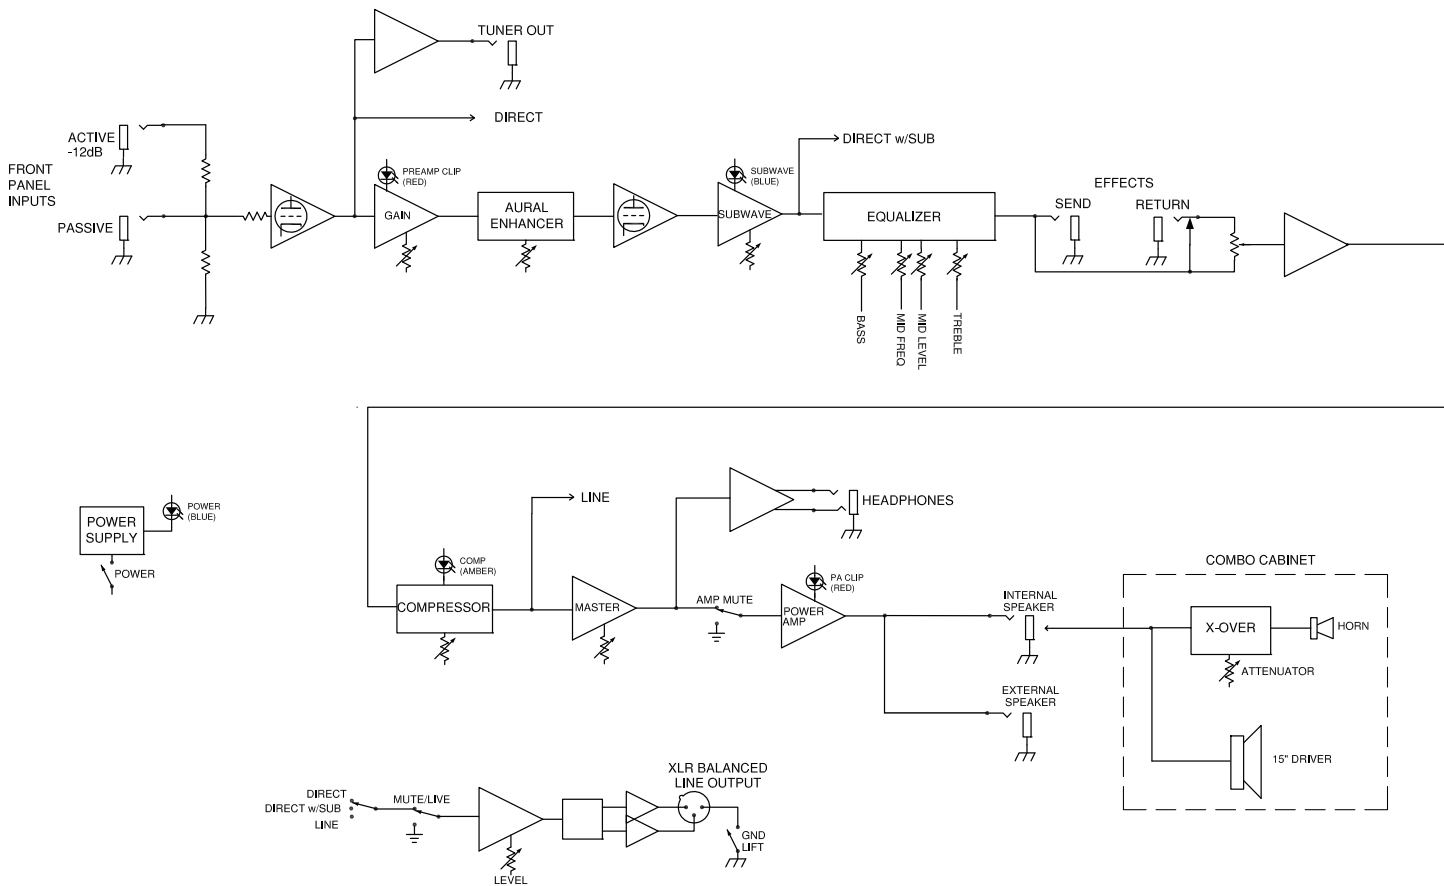 TUNER OUT
DIRECT
ACTIVE
-12dB
FRONT
PANEL
INPUTS
PASSIVE
PREAMP CLIP
(RED)
GAIN
AURAL
ENHANCER
SUBWAVE
(BLUE)
SUBWAVE
DIRECT w/SUB
EQUALIZER
BASS
MID FREQ
MID LEVEL
TREBLE
EFFECTS
SEND
RETURN
POWER
(BLUE)
POWER
SUPPLY
POWER
COMP
(AMBER)
COMPRESSOR
LINE
MASTER
HEADPHONES
AMP MUTE
PA CLIP
(RED)
POWER
AMP
INTERNAL
SPEAKER
EXTERNAL
SPEAKER
COMBO CABINET
X-OVER
HORN
ATTENUATOR
15" DRIVER
DIRECT
DIRECT w/SUB
LINE
MUTE/LIVE
LEVEL
XLR BALANCED
LINE OUTPUT
GND
LIFT